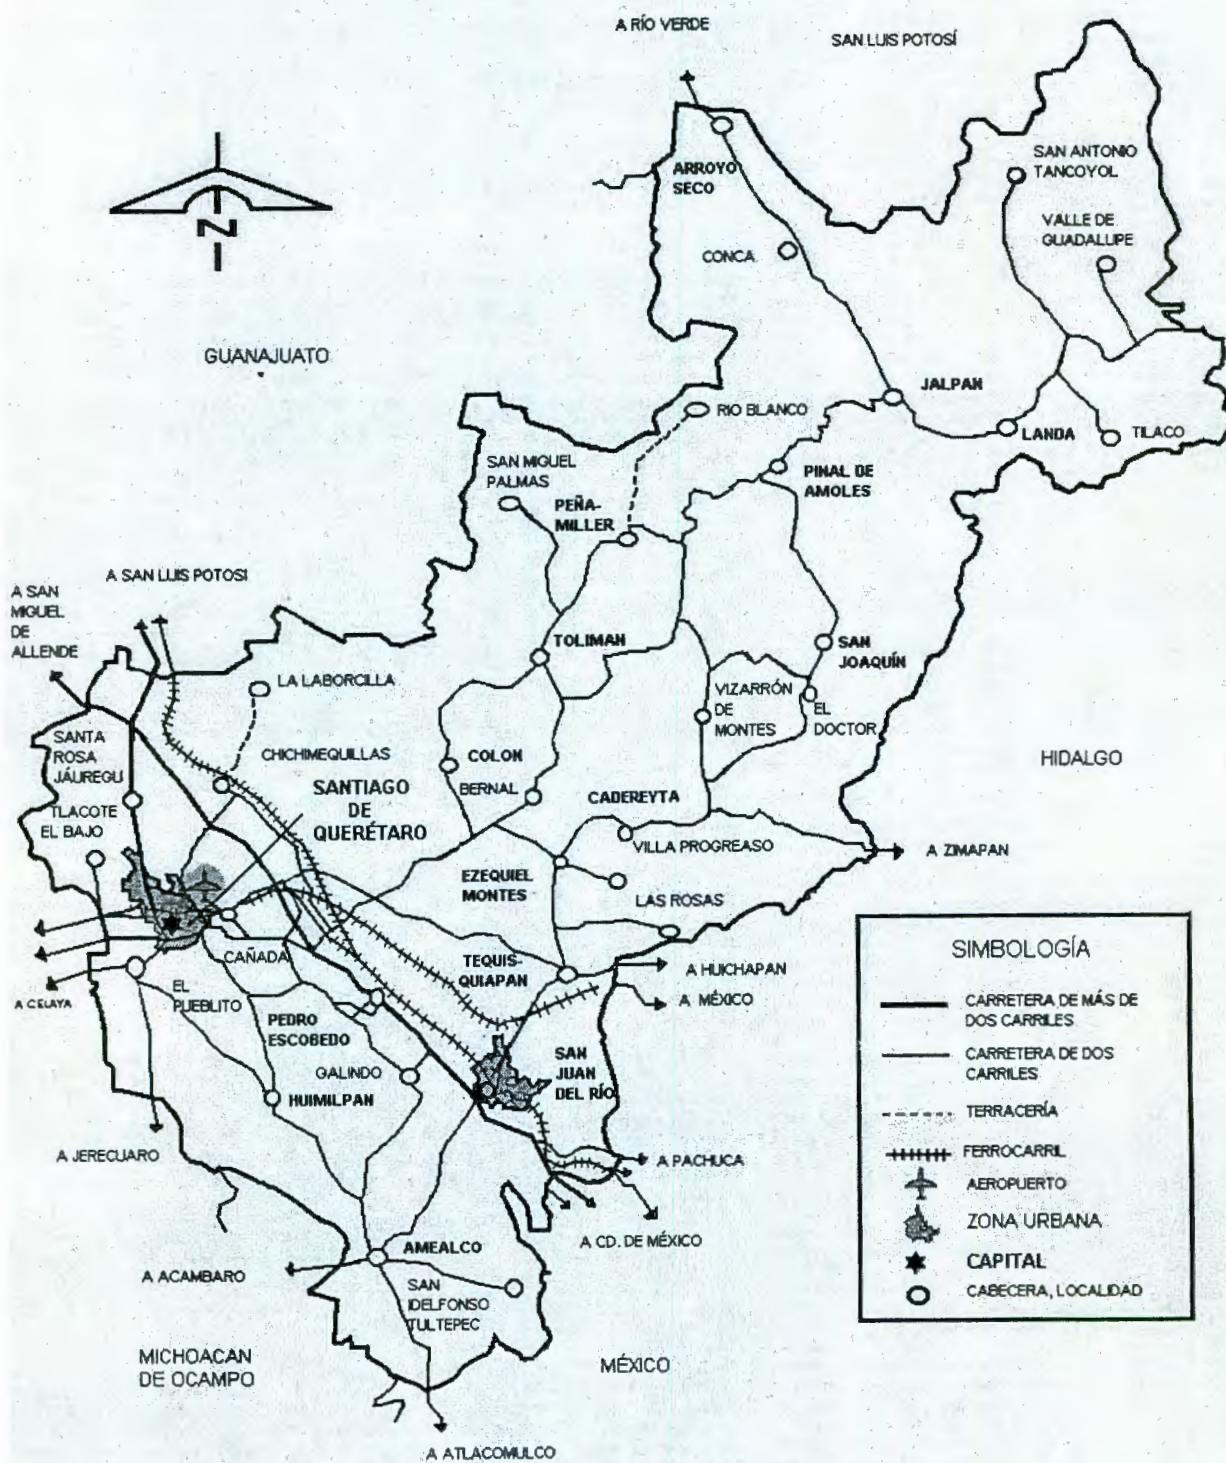 A RÍO VERDE
SAN LUIS POTOSÍ
ARROYO
SECO
SAN ANTONIO
TANCOYOL
VALLE DE
GUADALUPE
CONCA
N
GUANAJUATO
JALPAN
RIO BLANCO
LANDA
TILACO
SAN MIGUEL
PALMAS
PINAL DE
AMOLES
PEÑA-
MILLER
A SAN LUIS POTOSI
A SAN
MIGUEL
DE
ALLENDE
TOLIMAN
SAN
JOAQUÍN
LA LABORCILLA
VIZARRÓN
DE
MONTES
EL
DOCTOR
SANTA
ROSA
JÁUREGU
CHICHIMEQUILLAS
COLON
HIDALGO
SANTIAGO
DE
QUERÉTARO
BERNAL
CADEREYTA
TLACOTE
EL BAJO
VILLA PROGREASO
A ZIMAPAN
EZEQUIEL
MONTES
LAS ROSAS
CAÑADA
TEQUIS-
QUIAPAN
A HUICHAPAN
A MÉXICO
A CELAYA
EL
PUEBLITO
PEDRO
ESCOBEDO
SAN
JUAN
DEL RÍO
GALINDO
HUIMILPAN
A JERECUARO
A PACHUCA
AMEALCO
A CD. DE MÉXICO
A ACAMBARO
SAN
IDELFONSO
TULTEPEC
MICHOACAN
DE OCAMPO
MÉXICO
A ATLACOMULCO
SIMBOLOGÍA
CARRETERA DE MÁS DE
DOS CARRILES
CARRETERA DE DOS
CARRILES
TERRACERÍA
FERROCARRIL
AEROPUERTO
ZONA URBANA
CAPITAL
CABECERA, LOCALIDAD